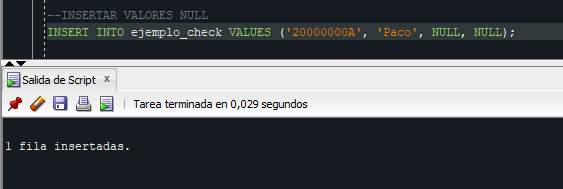 --INSERTAR VALORES NULL
INSERT INTO ejemplo_check VALUES ('20000000A', 'Paco', NULL, NULL);
Salida de Script x
Tarea terminada en 0,029 segundos
1 fila insertadas.